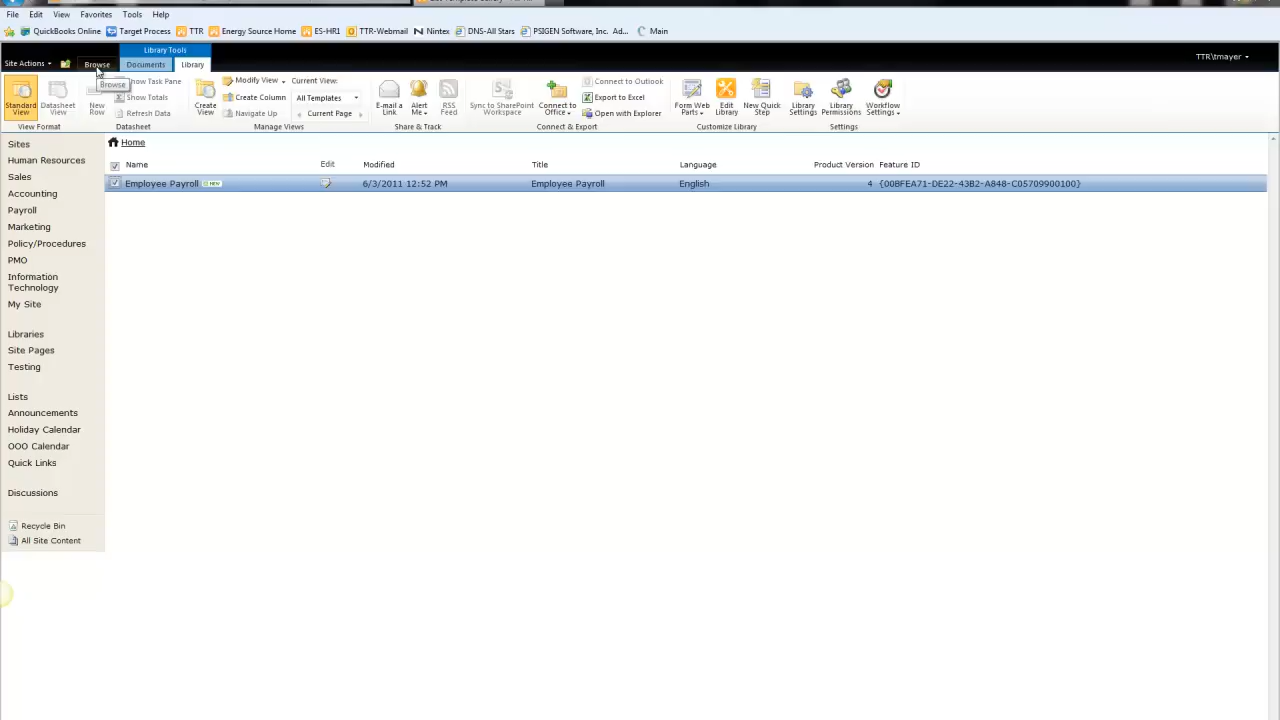 File Edit View Favorites Tools Help
QuickBooks Online Target Process TTR Energy Source Home ES-HR1 TTR-Webmail Nintex DNS-All Stars PSIGEN Software, Inc. Ad... Main
Library Tools
Site Actions Browse Documents Library TTR\tmayer
Browse
Standard View
Datasheet View
New Row
Show Task Pane
Show Totals
Refresh Data
Create View
Modify View
Create Column
Navigate Up
Current View:
All Templates
Current Page
E-mail a Link
Alert Me
RSS Feed
Sync to SharePoint Workspace
Connect to Office
Connect to Outlook
Export to Excel
Open with Explorer
Form Web Parts
Edit Library
New Quick Step
Library Settings
Library Permissions
Workflow Settings
View Format Datasheet Manage Views Share & Track Connect & Export Customize Library Settings
Home
Name Edit Modified Title Language Product Version Feature ID
Employee Payroll NEW 6/3/2011 12:52 PM Employee Payroll English 4 {00BFEA71-DE22-43B2-A848-C05709900100}
Sites
Human Resources
Sales
Accounting
Payroll
Marketing
Policy/Procedures
PMO
Information
Technology
My Site
Libraries
Site Pages
Testing
Lists
Announcements
Holiday Calendar
OOO Calendar
Quick Links
Discussions
Recycle Bin
All Site Content